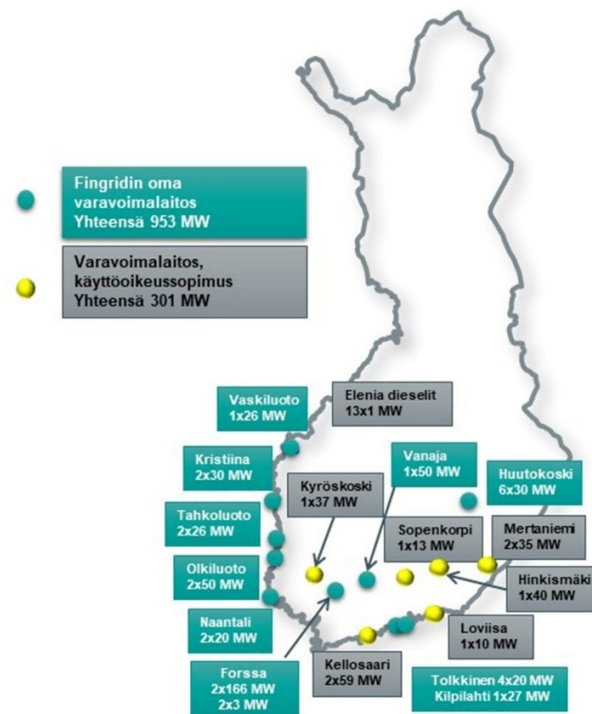 Fingridin oma
varavoimalaitos
Yhteensä 953 MW
Varavoimalaitos,
käyttöoikeussopimus
Yhteensä 301 MW
Vaskiluoto
1x26 MW
Elenia dieselit
13x1 MW
Kristiina
2x30 MW
Kyröskoski
1x37 MW
Vanaja
1x50 MW
Huutokoski
6x30 MW
Tahkoluoto
2x26 MW
Sopenkorpi
1x13 MW
Mertaniemi
2x35 MW
Olkiluoto
2x50 MW
Hinkismäki
1x40 MW
Naantali
2x20 MW
Loviisa
1x10 MW
Forssa
2x166 MW
2x3 MW
Kellosaari
2x59 MW
Tolkkinen 4x20 MW
Kilpilahti 1x27 MW